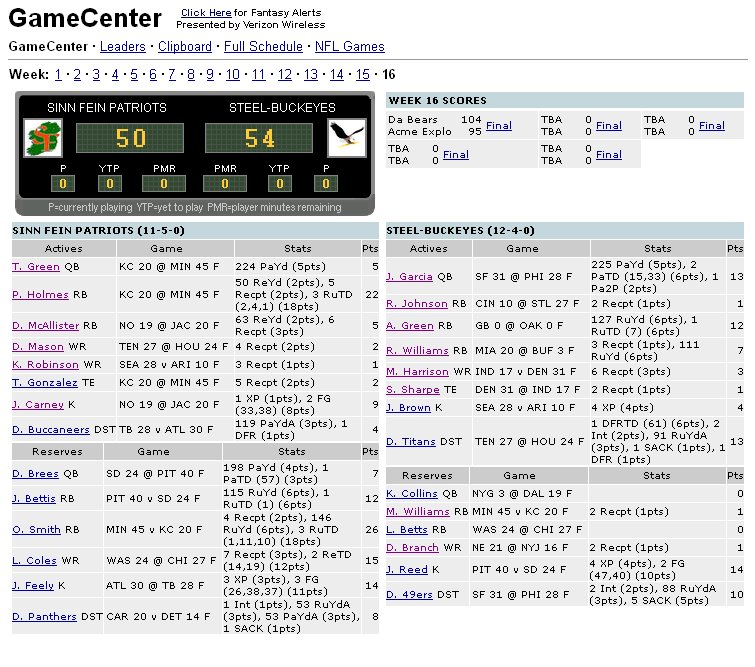 GameCenter
Click Here for Fantasy Alerts
Presented by Verizon Wireless
GameCenter · Leaders · Clipboard · Full Schedule · NFL Games
Week: 1 · 2 · 3 · 4 · 5 · 6 · 7 · 8 · 9 · 10 · 11 · 12 · 13 · 14 · 15 · 16
SINN FEIN PATRIOTS STEEL-BUCKEYES
SF 50 54
P YTP PMR PMR YTP P
0 0 0 0 0 0
P=currently playing YTP=yet to play PMR=player minutes remaining
WEEK 16 SCORES
Da Bears 104 TBA 0 TBA 0
Acme Explo 95 Final TBA 0 Final TBA 0 Final
TBA 0 TBA 0
TBA 0 Final TBA 0 Final
SINN FEIN PATRIOTS (11-5-0)
Actives Game Stats Pts
T. Green QB KC 20 @ MIN 45 F 224 PaYd (5pts) 5
P. Holmes RB KC 20 @ MIN 45 F 50 ReYd (2pts), 5
Recpt (2pts), 3 RuTD
(2,4,1) (18pts) 22
D. McAllister RB NO 19 @ JAC 20 F 63 ReYd (2pts), 6
Recpt (3pts) 5
D. Mason WR TEN 27 @ HOU 24 F 4 Recpt (2pts) 2
K. Robinson WR SEA 28 v ARI 10 F 3 Recpt (1pts) 1
T. Gonzalez TE KC 20 @ MIN 45 F 5 Recpt (2pts) 2
J. Carney K NO 19 @ JAC 20 F 1 XP (1pts), 2 FG
(33,38) (8pts) 9
D. Buccaneers DST TB 28 v ATL 30 F 119 PaYdA (3pts), 1
DFR (1pts) 4
Reserves Game Stats Pts
D. Brees QB SD 24 @ PIT 40 F 198 PaYd (4pts), 1
PaTD (57) (3pts) 7
J. Bettis RB PIT 40 v SD 24 F 115 RuYd (6pts), 1
RuTD (1) (6pts) 12
O. Smith RB MIN 45 v KC 20 F 4 Recpt (2pts), 146
RuYd (6pts), 3 RuTD
(1,11,10) (18pts) 26
L. Coles WR WAS 24 @ CHI 27 F 7 Recpt (3pts), 2 ReTD
(14,19) (12pts) 15
J. Feely K ATL 30 @ TB 28 F 3 XP (3pts), 3 FG
(26,38,37) (11pts) 14
D. Panthers DST CAR 20 v DET 14 F 1 Int (1pts), 53 RuYdA
(3pts), 53 PaYdA (3pts),
1 SACK (1pts) 8
STEEL-BUCKEYES (12-4-0)
Actives Game Stats Pts
J. Garcia QB SF 31 @ PHI 28 F 225 PaYd (5pts), 2
PaTD (15,33) (6pts), 1
Pa2P (2pts) 13
R. Johnson RB CIN 10 @ STL 27 F 2 Recpt (1pts) 1
A. Green RB GB 0 @ OAK 0 F 127 RuYd (6pts), 1
RuTD (7) (6pts) 12
R. Williams RB MIA 20 @ BUF 3 F 3 Recpt (1pts), 111
RuYd (6pts) 7
M. Harrison WR IND 17 v DEN 31 F 6 Recpt (3pts) 3
S. Sharpe TE DEN 31 @ IND 17 F 2 Recpt (1pts) 1
J. Brown K SEA 28 v ARI 10 F 4 XP (4pts) 4
D. Titans DST TEN 27 @ HOU 24 F 1 DFRTD (61) (6pts), 2
Int (2pts), 91 RuYdA
(3pts), 1 SACK (1pts), 1
DFR (1pts) 13
Reserves Game Stats Pts
K. Collins QB NYG 3 @ DAL 19 F 0
M. Williams RB MIN 45 v KC 20 F 2 Recpt (1pts) 1
L. Betts RB WAS 24 @ CHI 27 F 0
D. Branch WR NE 21 @ NYJ 16 F 2 Recpt (1pts) 1
J. Reed K PIT 40 v SD 24 F 4 XP (4pts), 2 FG
(47,40) (10pts) 14
D. 49ers DST SF 31 @ PHI 28 F 2 Int (2pts), 88 RuYdA
(3pts), 5 SACK (5pts) 10